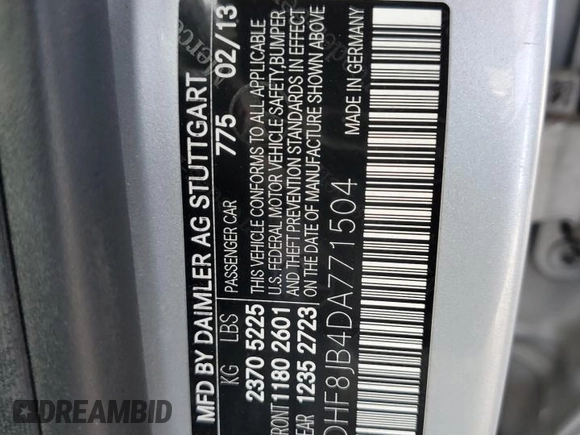 MFD BY DAIMLER AG STUTTGART
775 02/13
KG LBS PASSENGER CAR
2370 5225
FRONT 1180 2601
REAR 1235 2723
THIS VEHICLE CONFORMS TO ALL APPLICABLE
U.S. FEDERAL MOTOR VEHICLE SAFETY, BUMPER,
AND THEFT PREVENTION STANDARDS IN EFFECT
ON THE DATE OF MANUFACTURE SHOWN ABOVE
MADE IN GERMANY
DHF8JB4DA771504
DREAMBID